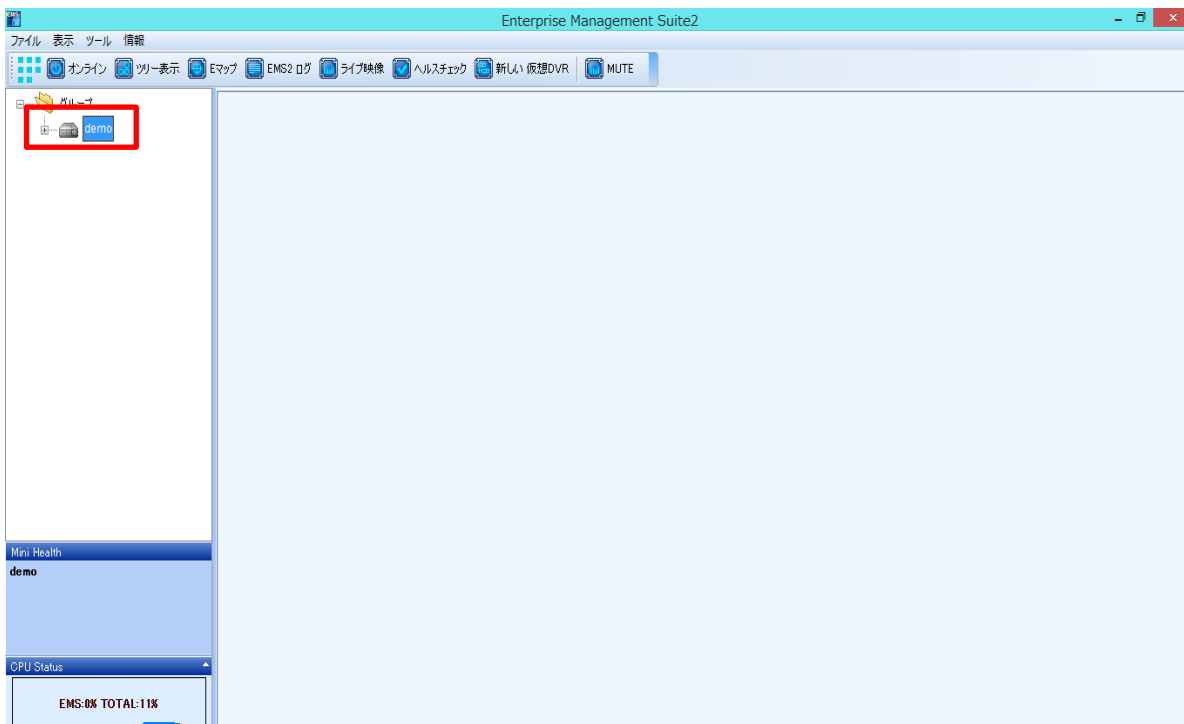 EMS
Enterprise Management Suite2
ファイル 表示 ツール 情報
オンライン ツリー表示 Eマップ EMS2 ログ ライブ映像 ヘルスチェック 新しい 仮想DVR MUTE
グループ
demo
Mini Health
demo
CPU Status
EMS:0% TOTAL:11%